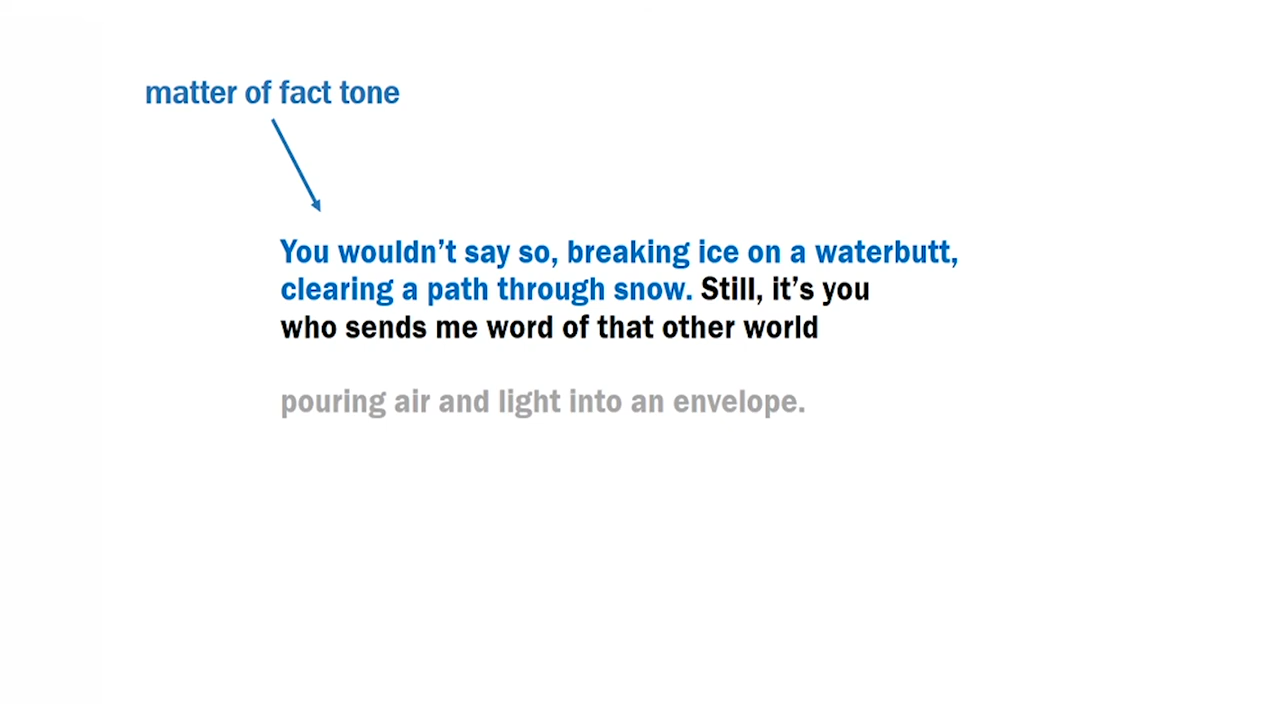 matter of fact tone
You wouldn’t say so, breaking ice on a waterbutt,
clearing a path through snow. Still, it’s you
who sends me word of that other world
pouring air and light into an envelope.